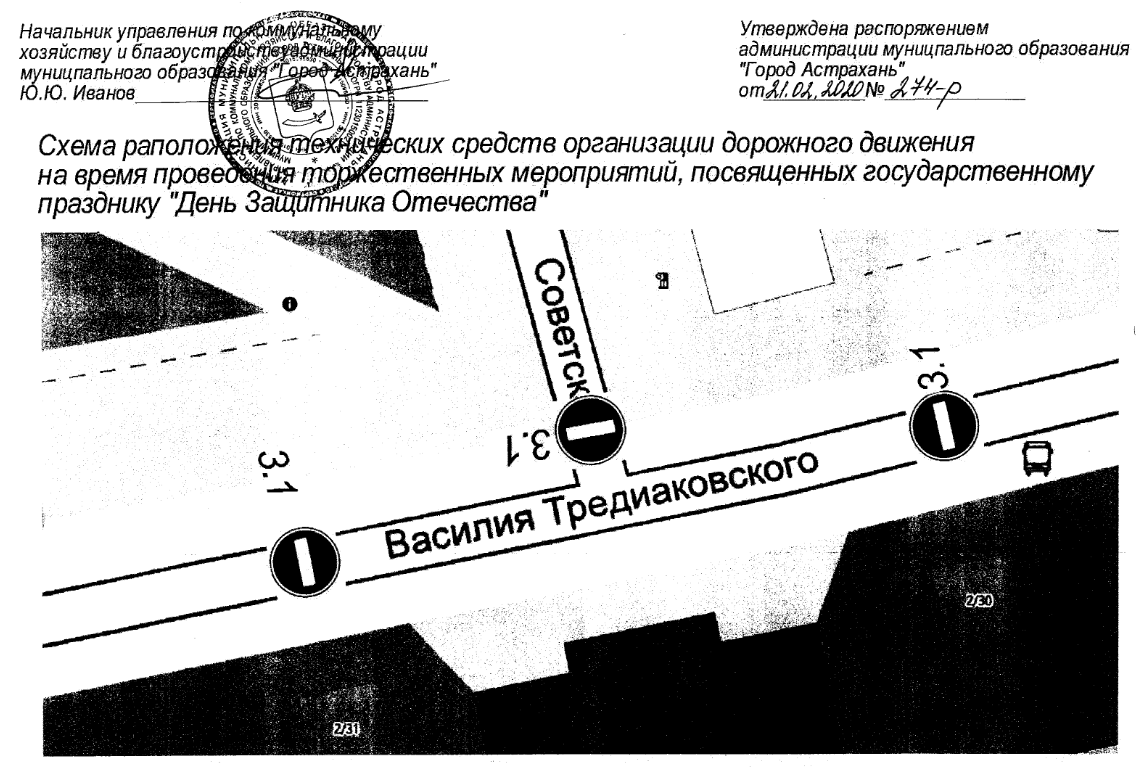 Начальник управления по коммунальному
хозяйству и благоустройству администрации
муницпального образования "Город Астрахань"
Ю.Ю. Иванов
Утверждена распоряжением
администрации муницпального образования
"Город Астрахань"
от 21.02.2020 № 274-р
Схема раположения технических средств организации дорожного движения
на время проведения торжественных мероприятий, посвященных государственному
празднику "День Защитника Отечества"
Советск
3.1
3.1
3.1
Василия Тредиаковского
2/30
2/31